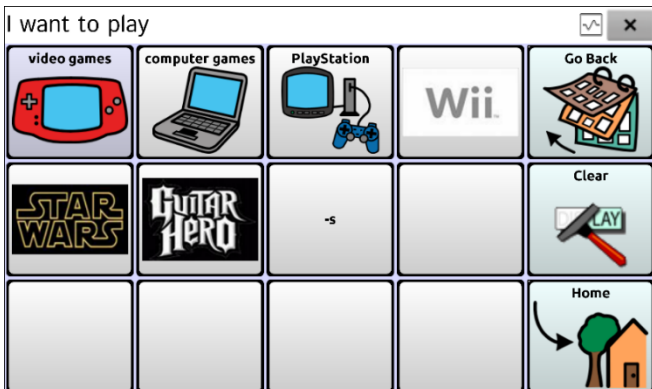 I want to play
video games
computer games
PlayStation
Wii
Go Back
STAR
WARS
GUITAR
HERO
-s
Clear
DISPLAY
Home